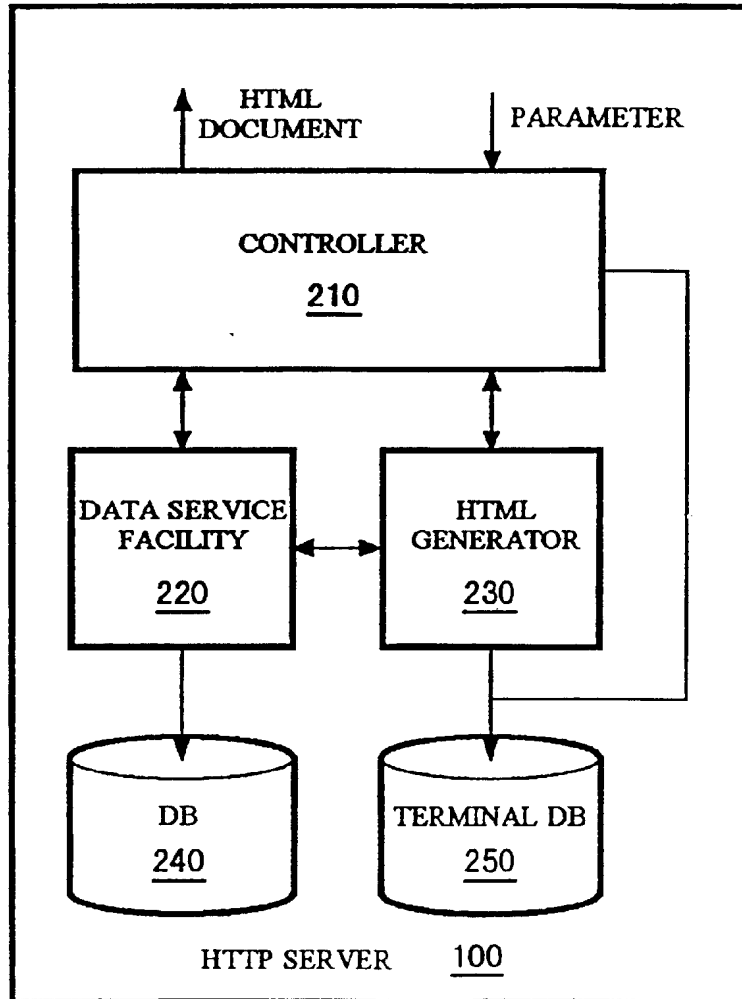 HTML
DOCUMENT
PARAMETER
CONTROLLER
210
DATA SERVICE
FACILITY
220
HTML
GENERATOR
230
DB
240
TERMINAL DB
250
HTTP SERVER 100